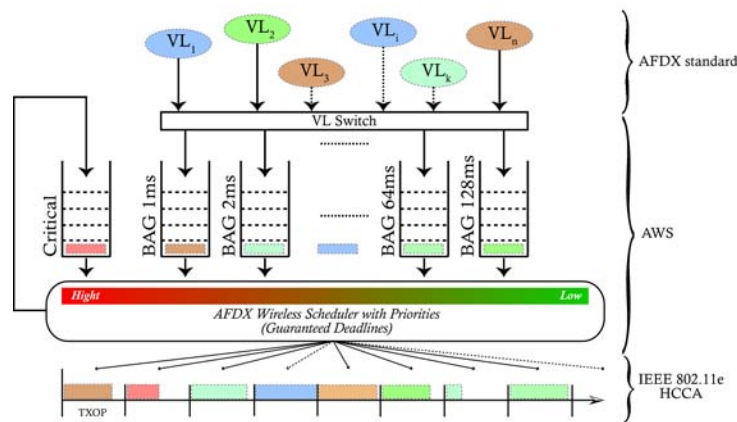 VL1
VL2
VL3
VLi
VLk
VLn
AFDX standard
VL Switch
Critical
BAG 1ms
BAG 2ms
BAG 64ms
BAG 128ms
AWS
Hight
Low
AFDX Wireless Scheduler with Priorities
(Guaranteed Deadlines)
TXOP
IEEE 802.11e
HCCA